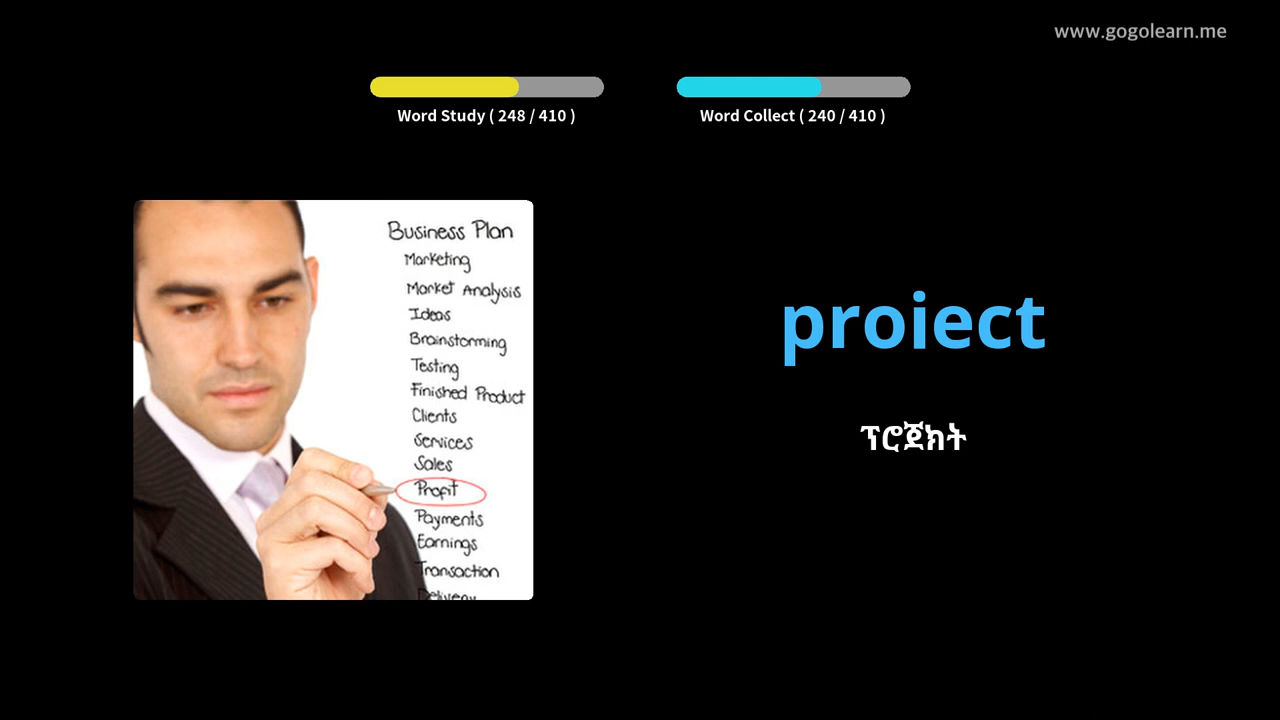 www.gogolearn.me
Word Study ( 248 / 410 )
Word Collect ( 240 / 410 )
Business Plan
Marketing
Market Analysis
Ideas
Brainstorming
Testing
Finished Product
Clients
Services
Sales
Profit
Payments
Earnings
Transaction
Delivery
proiect
ፕሮጀክት